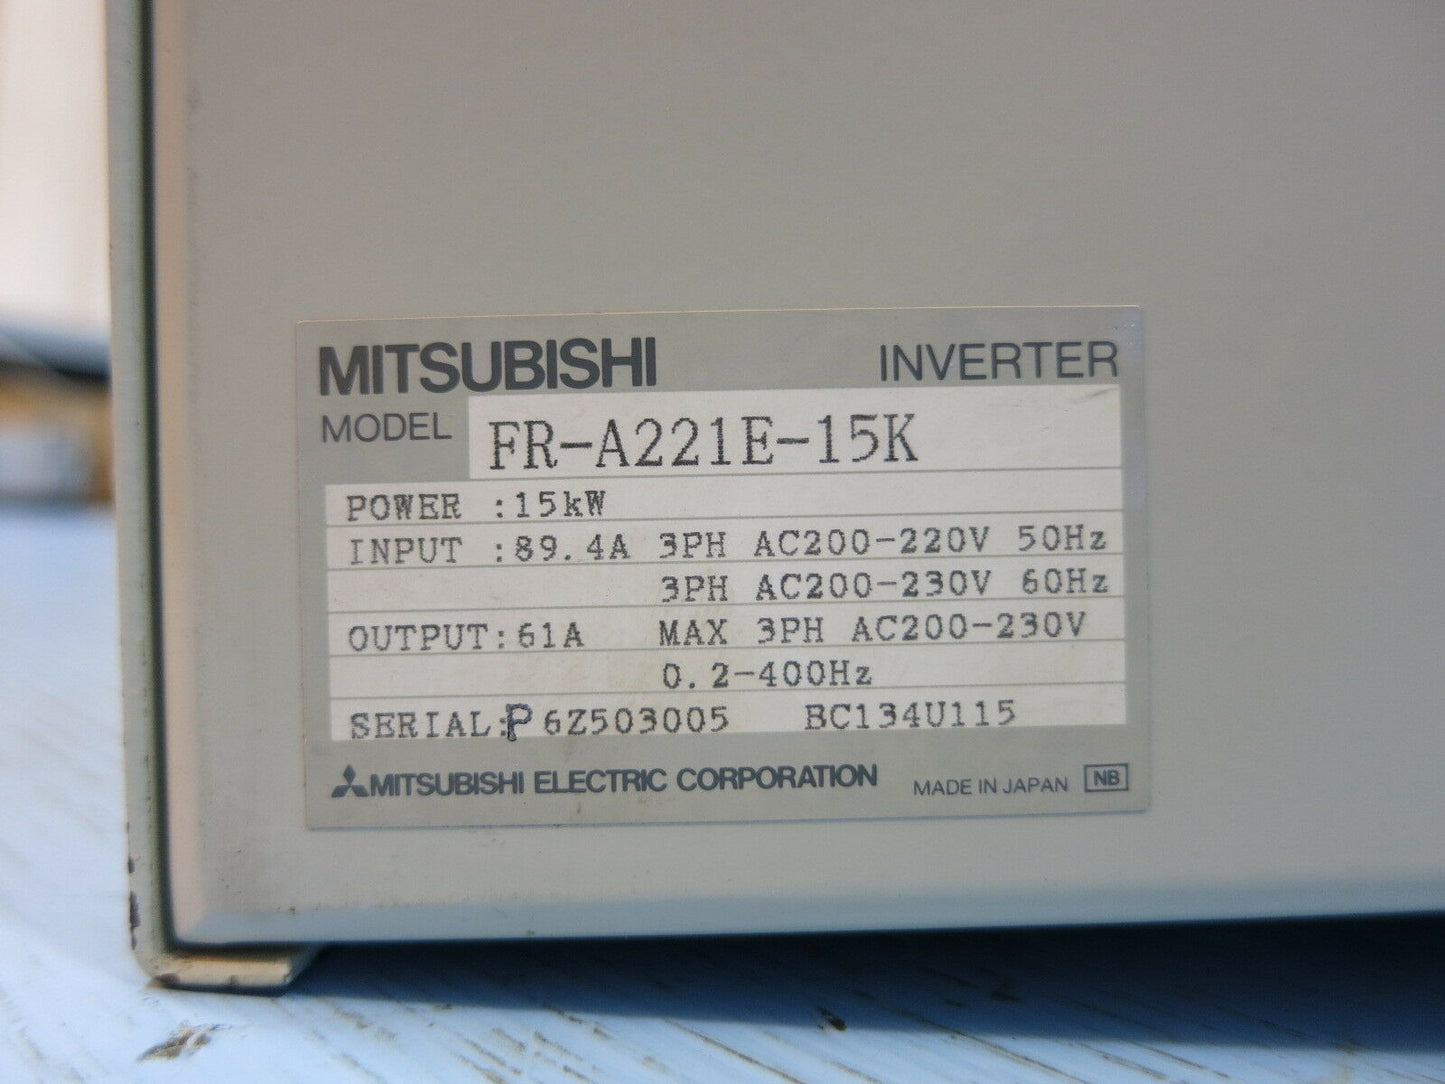 MITSUBISHI INVERTER
MODEL FR-A221E-15K
POWER :15kW
INPUT :89.4A 3PH AC200-220V 50Hz
3PH AC200-230V 60Hz
OUTPUT:61A MAX 3PH AC200-230V
0.2-400Hz
SERIAL:P6Z503005 BC134U115
MITSUBISHI ELECTRIC CORPORATION MADE IN JAPAN NB